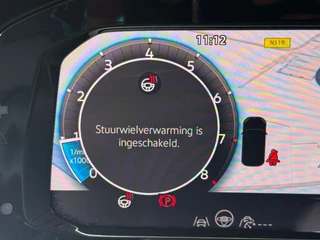 11:12
N519
4
3
5
2
6
Stuurwielverwarming is
ingeschakeld.
1
7
1/min
x1000
0
8
P